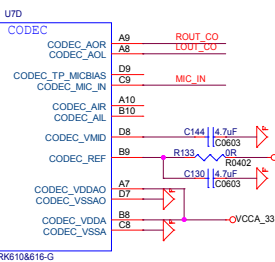 U7D
CODEC
CODEC_AOR A9 ROUT_CO
CODEC_AOL A8 LOUT_CO
CODEC_TP_MICBIAS D9
CODEC_MIC_IN C9 MIC_IN
CODEC_AIR A10
CODEC_AIL B10
CODEC_VMID D8 C144 4.7uF
C0603
CODEC_REF B9 R133 0R
R0402
C130 4.7uF
C0603
CODEC_VDDAO A7
CODEC_VSSAO D7
CODEC_VDDA B8 VCCA_33
CODEC_VSSA C8
RK610&616-G